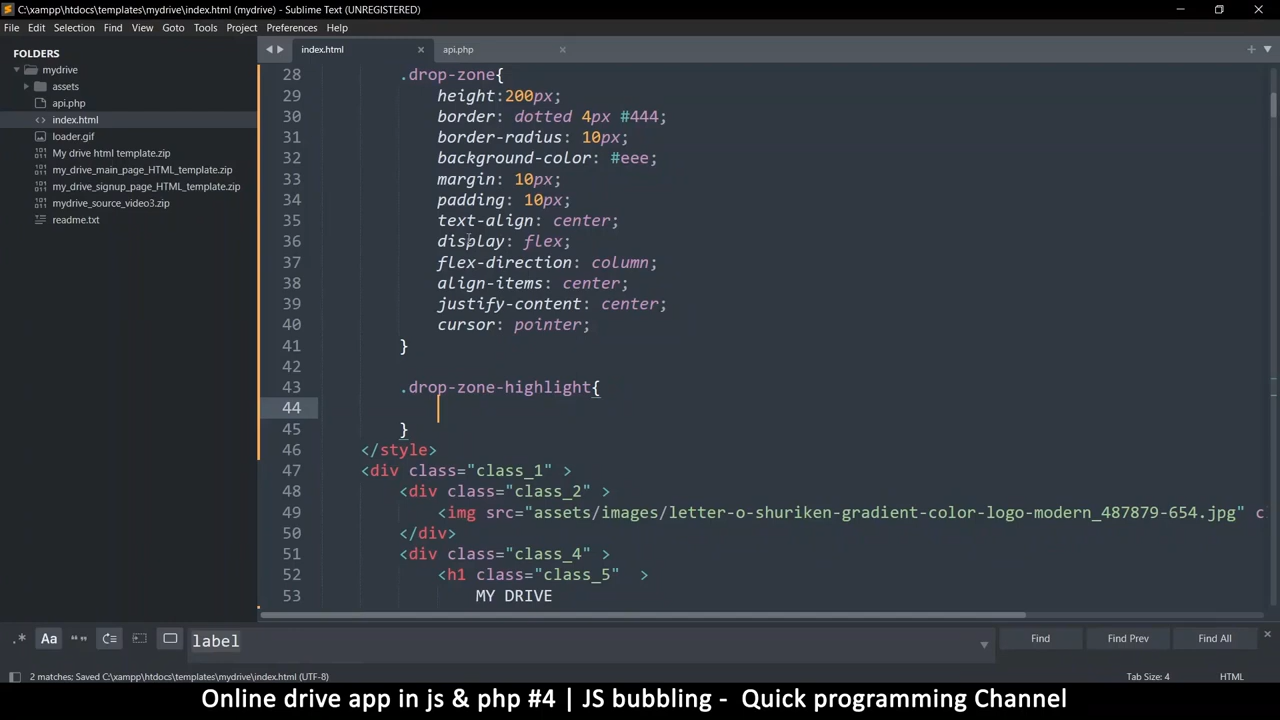 C:\xampp\htdocs\templates\mydrive\index.html (mydrive) - Sublime Text (UNREGISTERED)
File Edit Selection Find View Goto Tools Project Preferences Help
FOLDERS
mydrive
assets
api.php
index.html
loader.gif
My drive html template.zip
my_drive_main_page_HTML_template.zip
my_drive_signup_page_HTML_template.zip
mydrive_source_video3.zip
readme.txt
index.html api.php
28 .drop-zone{
29 height:200px;
30 border: dotted 4px #444;
31 border-radius: 10px;
32 background-color: #eee;
33 margin: 10px;
34 padding: 10px;
35 text-align: center;
36 display: flex;
37 flex-direction: column;
38 align-items: center;
39 justify-content: center;
40 cursor: pointer;
41 }
42
43 .drop-zone-highlight{
44
45 }
46 </style>
47 <div class="class_1" >
48 <div class="class_2" >
49 <img src="assets/images/letter-o-shuriken-gradient-color-logo-modern_487879-654.jpg" c
50 </div>
51 <div class="class_4" >
52 <h1 class="class_5" >
53 MY DRIVE
.* Aa “” label Find Find Prev Find All
2 matches: Saved C:\xampp\htdocs\templates\mydrive\index.html (UTF-8) Tab Size: 4 HTML
Online drive app in js & php #4 | JS bubbling - Quick programming Channel